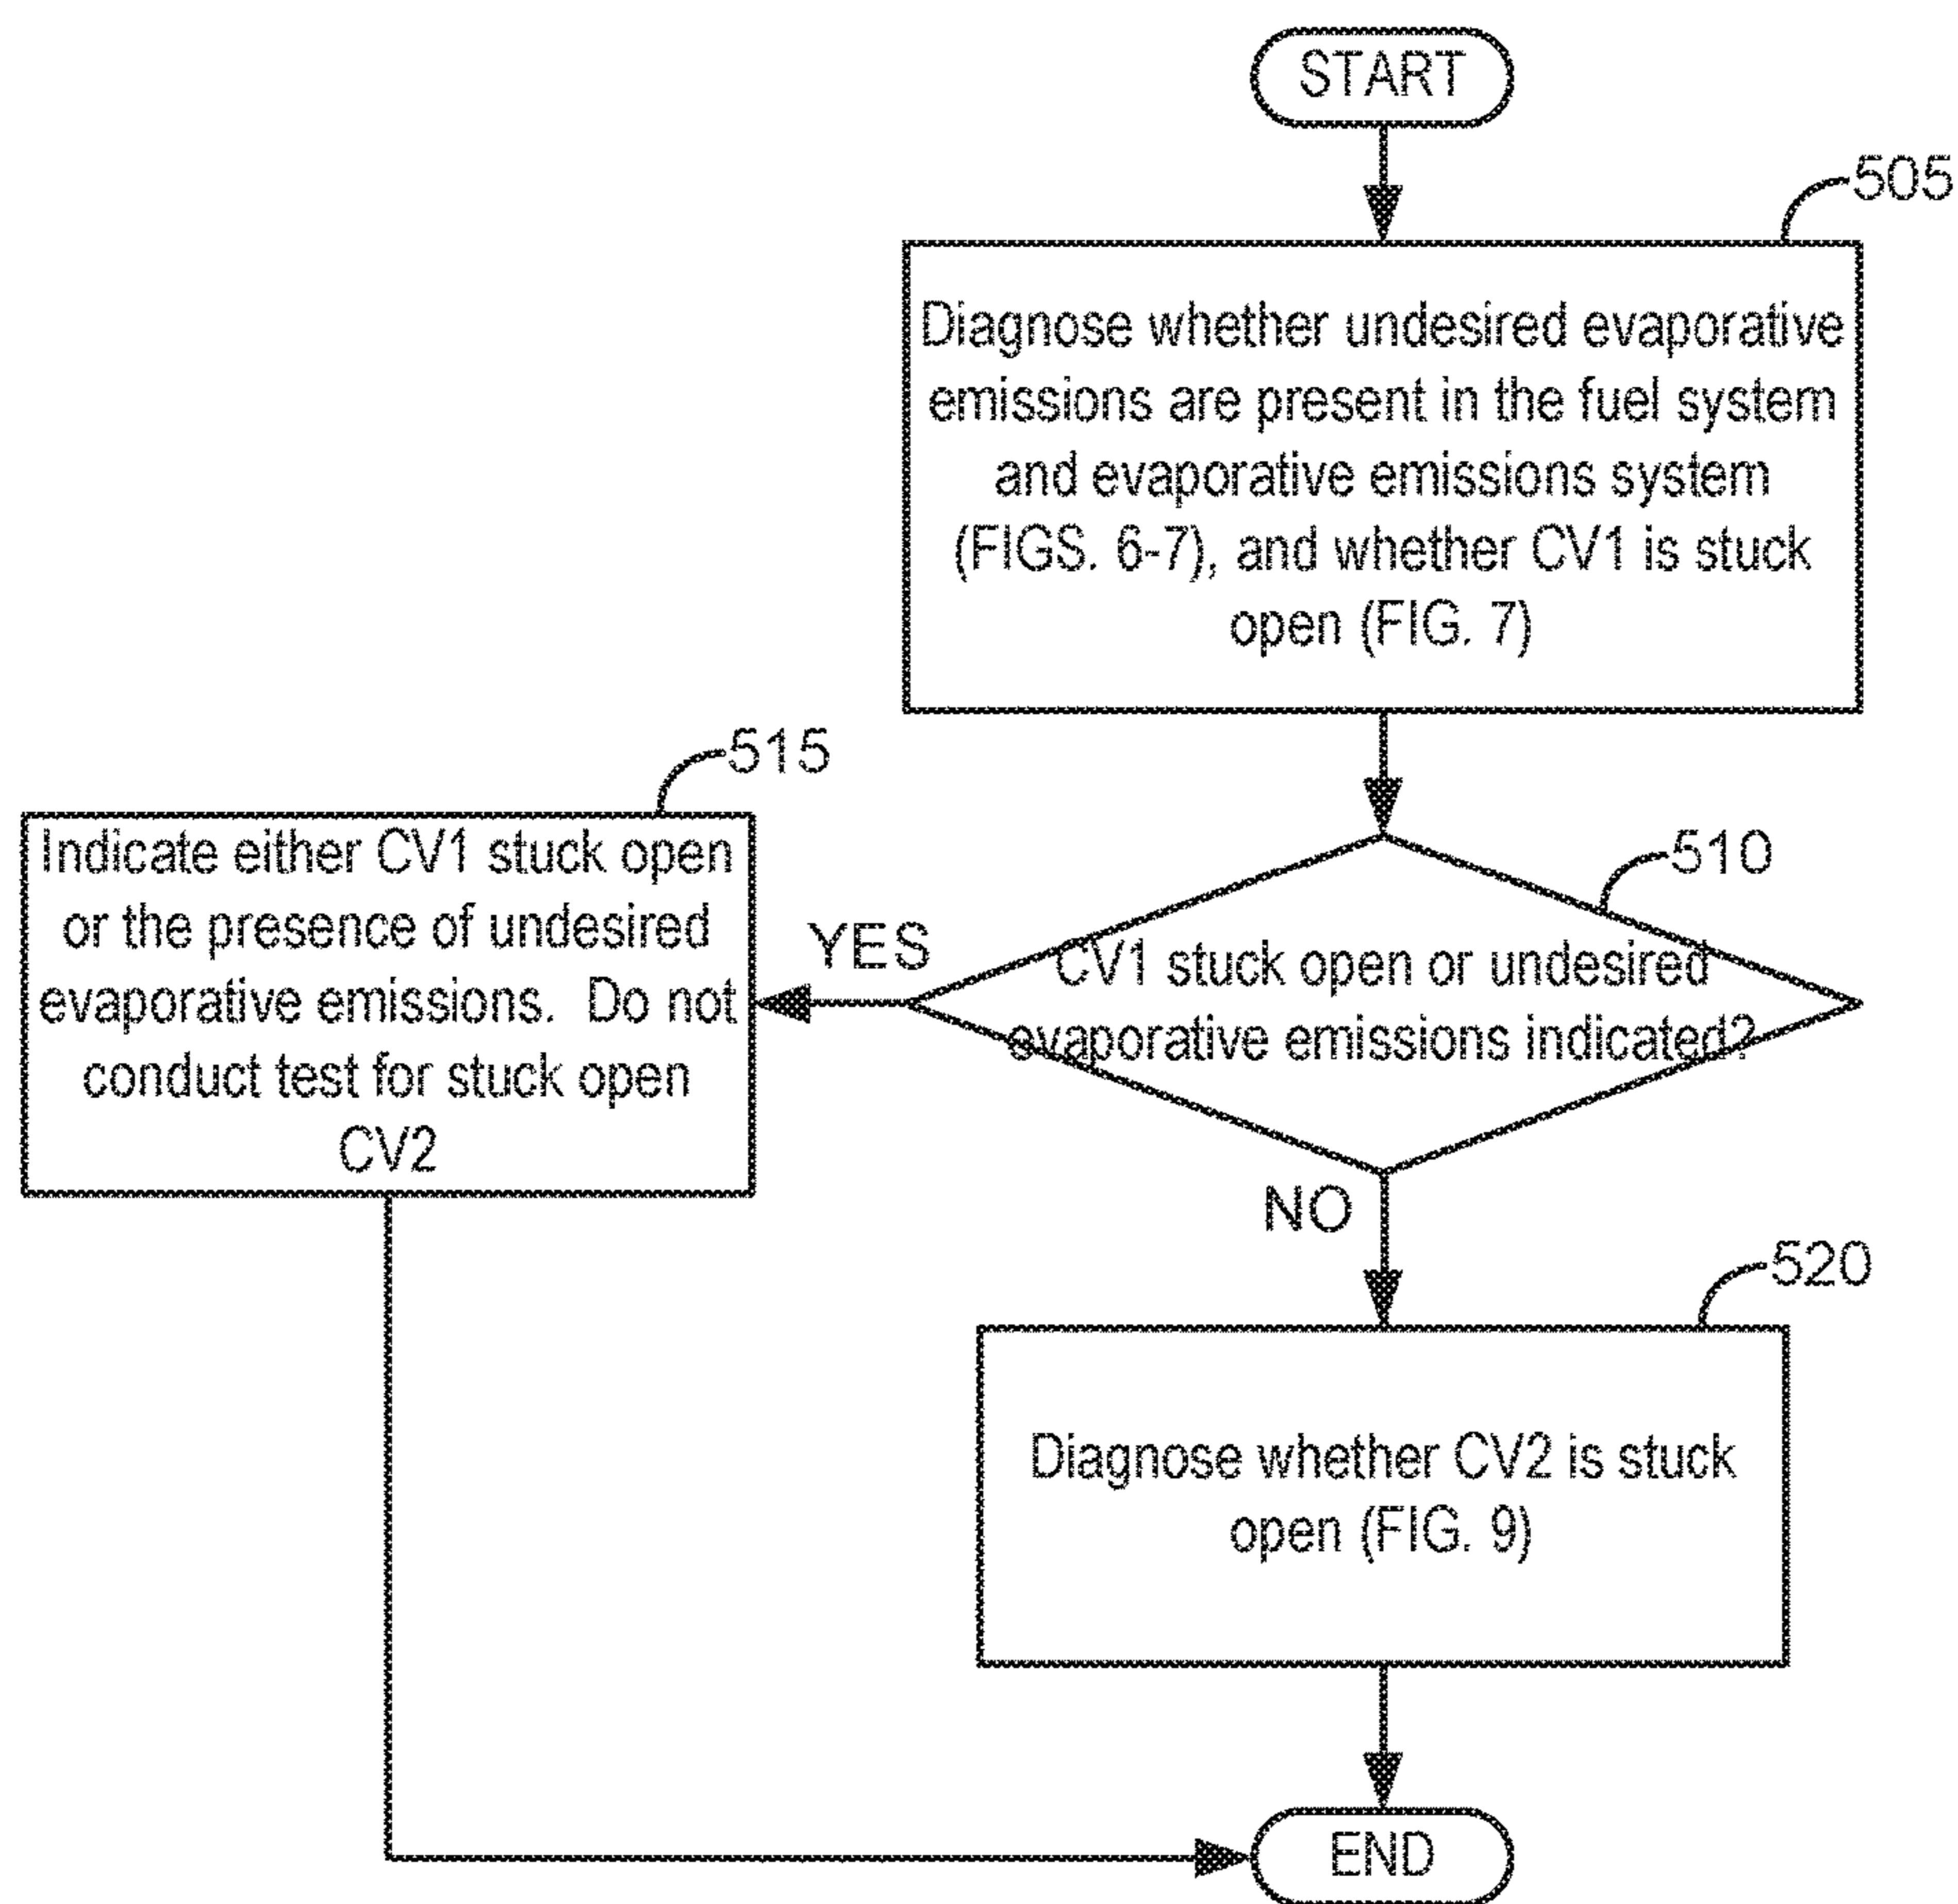 START
505
Diagnose whether undesired evaporative
emissions are present in the fuel system
and evaporative emissions system
(FIGS. 6-7), and whether CV1 is stuck
open (FIG. 7)
515
Indicate either CV1 stuck open
or the presence of undesired
evaporative emissions.  Do not
conduct test for stuck open
CV2
YES
510
CV1 stuck open or undesired
evaporative emissions indicated?
NO
520
Diagnose whether CV2 is stuck
open (FIG. 9)
END